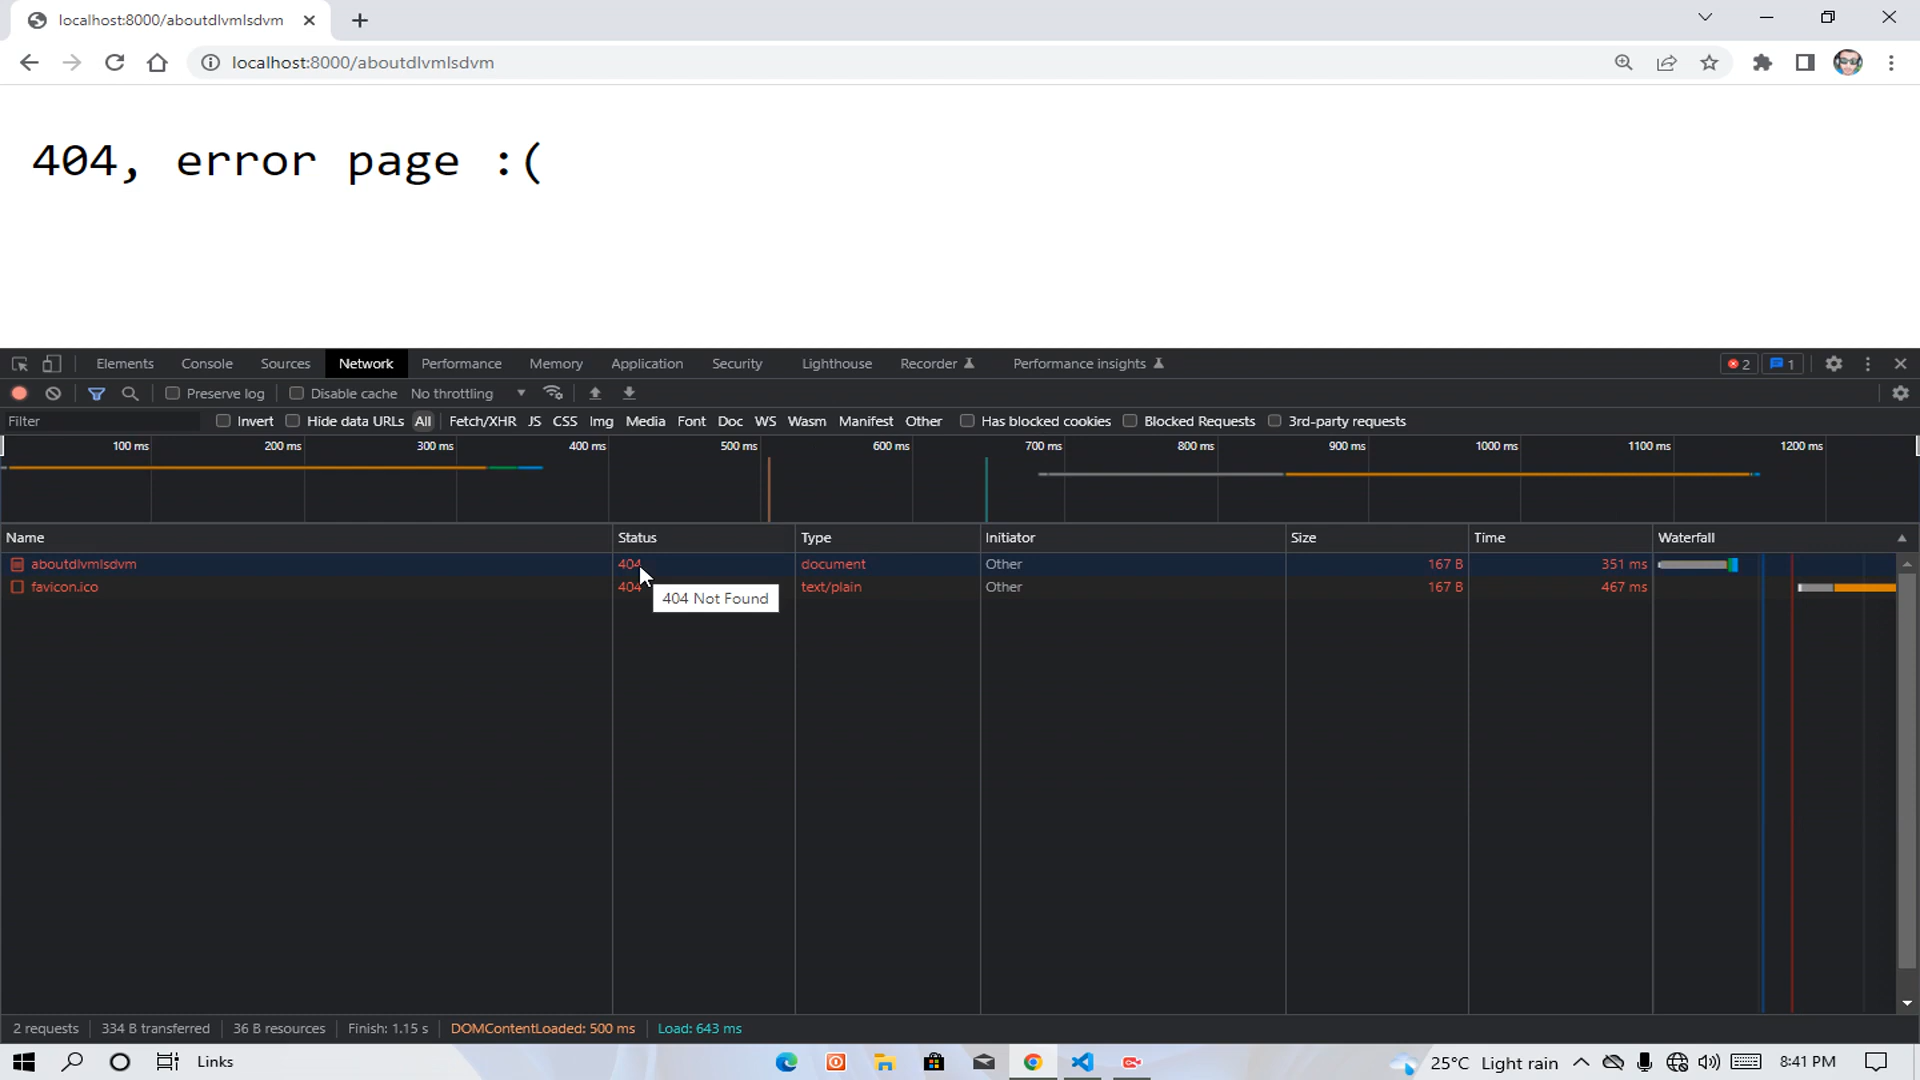 localhost:8000/aboutdlvmlsdvm
localhost:8000/aboutdlvmlsdvm
404, error page :(
Elements Console Sources Network Performance Memory Application Security Lighthouse Recorder Performance insights 2 1
Preserve log Disable cache No throttling
Filter Invert Hide data URLs All Fetch/XHR JS CSS Img Media Font Doc WS Wasm Manifest Other Has blocked cookies Blocked Requests 3rd-party requests
100 ms 200 ms 300 ms 400 ms 500 ms 600 ms 700 ms 800 ms 900 ms 1000 ms 1100 ms 1200 ms
Name Status Type Initiator Size Time Waterfall
aboutdlvmlsdvm 404 document Other 167 B 351 ms
favicon.ico 404 text/plain Other 167 B 467 ms
404 Not Found
2 requests 334 B transferred 36 B resources Finish: 1.15 s DOMContentLoaded: 500 ms Load: 643 ms
Links 25°C Light rain 8:41 PM